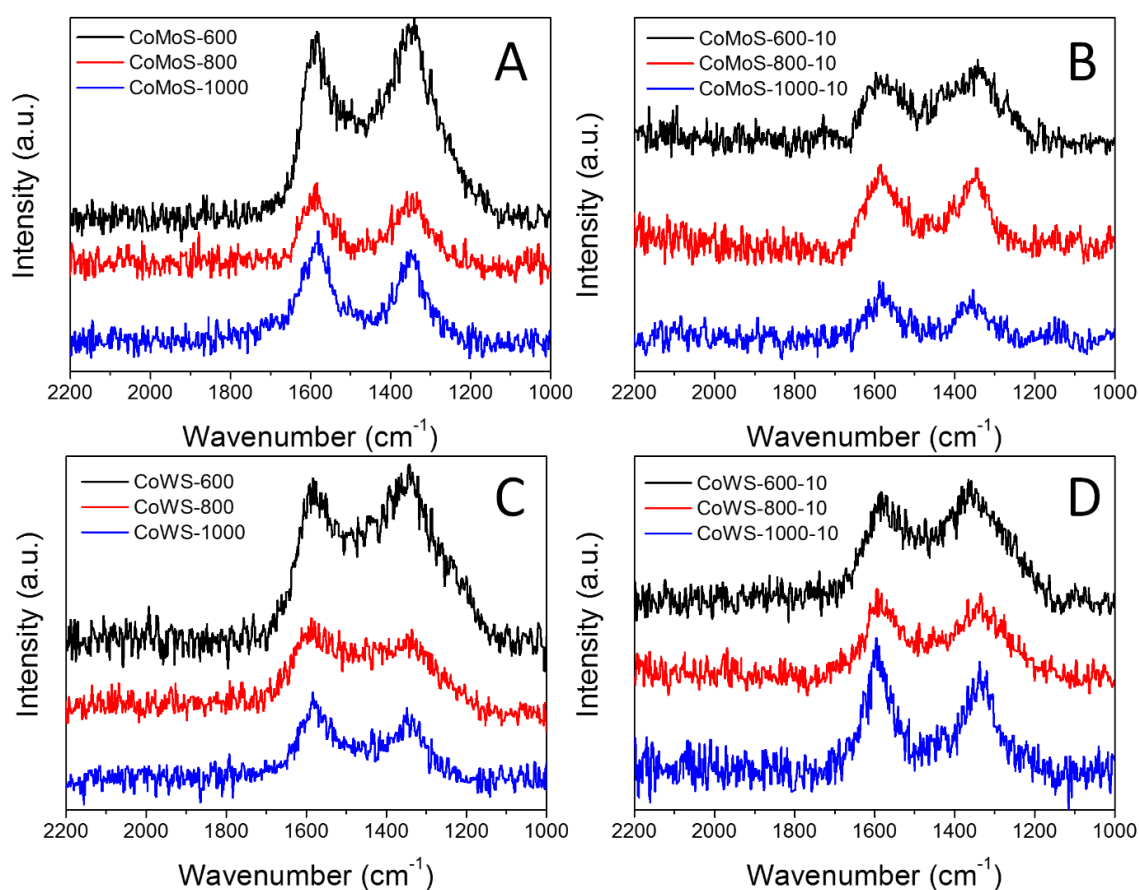 CoMoS-600
CoMoS-800
CoMoS-1000
A
Intensity (a.u.)
2200 2000 1800 1600 1400 1200 1000
Wavenumber (cm⁻¹)
CoMoS-600-10
CoMoS-800-10
CoMoS-1000-10
B
Intensity (a.u.)
2200 2000 1800 1600 1400 1200 1000
Wavenumber (cm⁻¹)
CoWS-600
CoWS-800
CoWS-1000
C
Intensity (a.u.)
2200 2000 1800 1600 1400 1200 1000
Wavenumber (cm⁻¹)
CoWS-600-10
CoWS-800-10
CoWS-1000-10
D
Intensity (a.u.)
2200 2000 1800 1600 1400 1200 1000
Wavenumber (cm⁻¹)